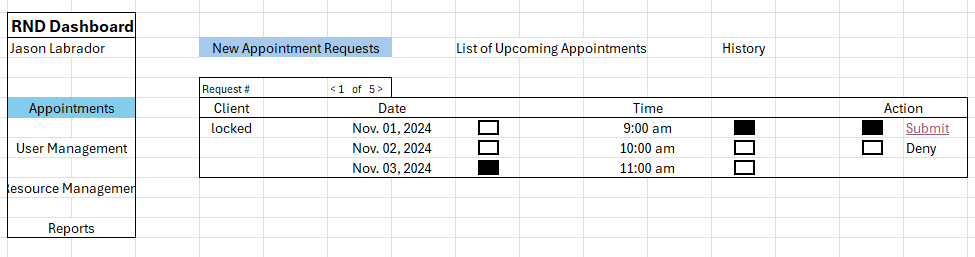 RND Dashboard
Jason Labrador
New Appointment Requests List of Upcoming Appointments History
Request # < 1 of 5 >
Appointments
Client Date Time Action
locked Nov. 01, 2024 9:00 am Submit
User Management
Nov. 02, 2024 10:00 am Deny
Nov. 03, 2024 11:00 am
Resource Managemen
Reports